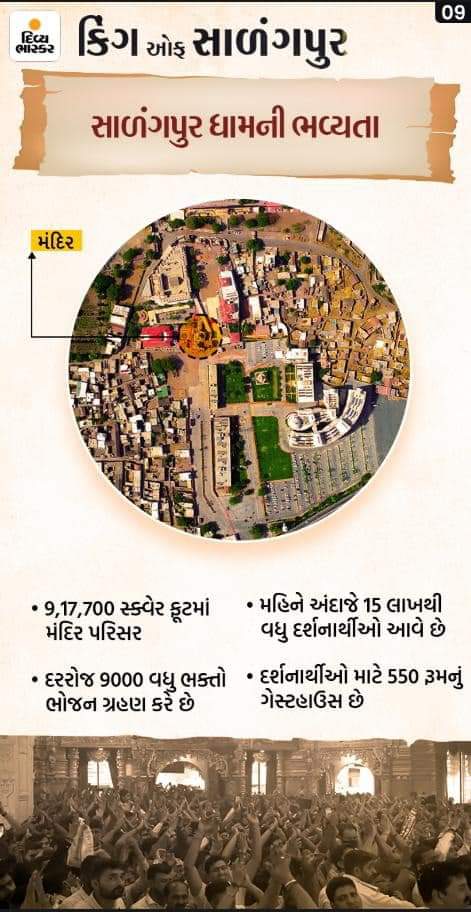 09
દિવ્ય
ભાસ્કર
કિંગ ઓફ સાળંગપુર
સાળંગપુર ધામની ભવ્યતા
મંદિર
• 9,17,700 સ્ક્વેર ફૂટમાં
મંદિર પરિસર
• દરરોજ 9000 વધુ ભક્તો
ભોજન ગ્રહણ કરે છે
• મહિને અંદાજે 15 લાખથી
વધુ દર્શનાર્થીઓ આવે છે
• દર્શનાર્થીઓ માટે 550 રૂમનું
ગેસ્ટહાઉસ છે